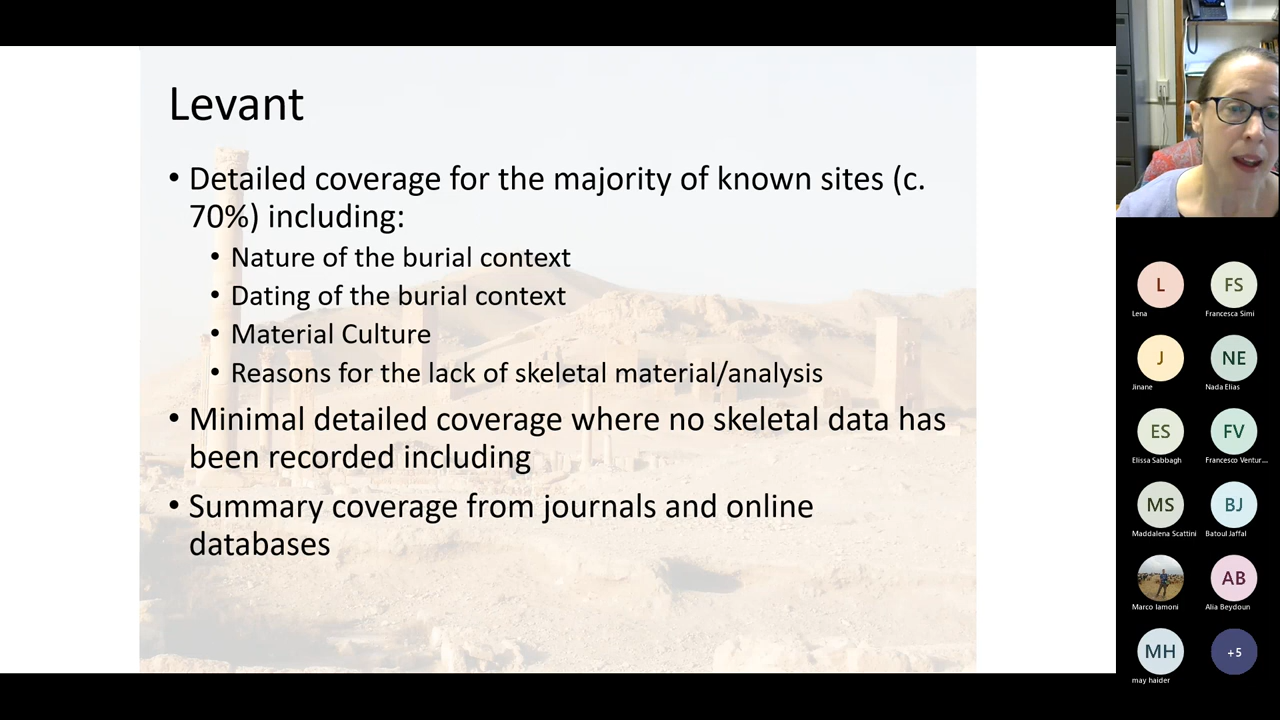 Levant
• Detailed coverage for the majority of known sites (c.
70%) including:
• Nature of the burial context
• Dating of the burial context
• Material Culture
• Reasons for the lack of skeletal material/analysis
• Minimal detailed coverage where no skeletal data has
been recorded including
• Summary coverage from journals and online
databases
L
FS
Lena
Francesca Simi
J
NE
Jinane
Nada Elias
ES
FV
Elissa Sabbagh
Francesco Ventur...
MS
BJ
Maddalena Scattini
Batoul Jaffal
AB
Marco Iamoni
Alia Beydoun
MH
+5
may haider